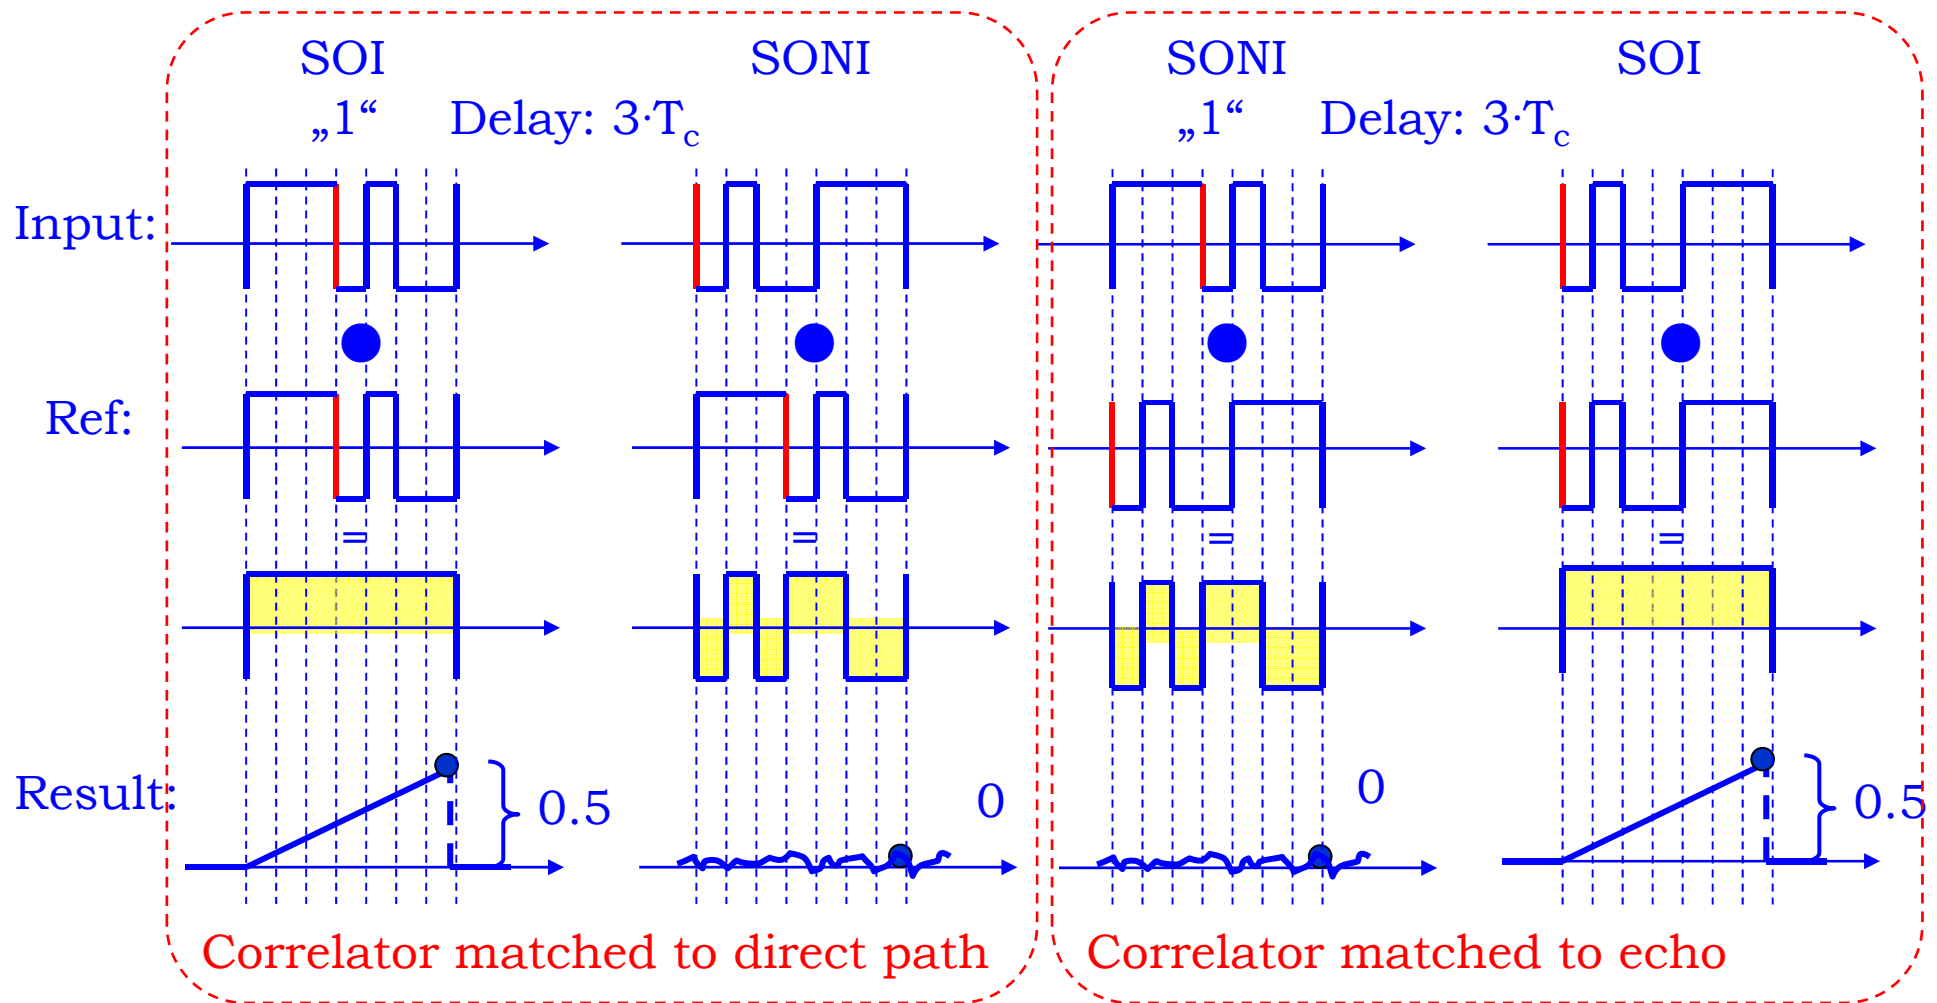 SOI SONI SONI SOI
„1“ Delay: 3·Tc „1“ Delay: 3·Tc
Input:
Ref:
= = = =
Result: 0.5 0 0 0.5
Correlator matched to direct path Correlator matched to echo